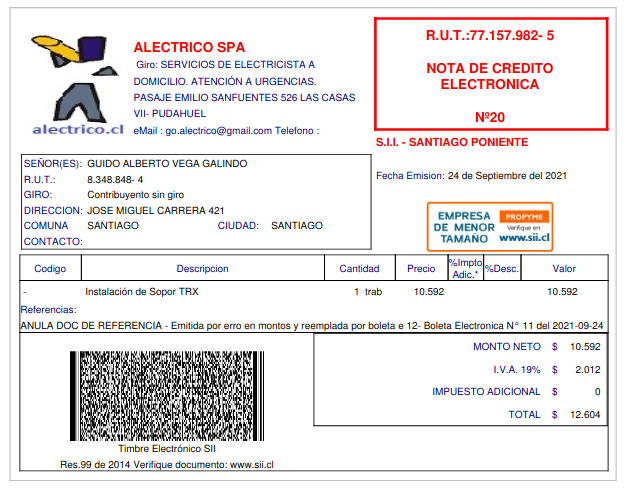 ALECTRICO SPA
Giro: SERVICIOS DE ELECTRICISTA A
DOMICILIO. ATENCIÓN A URGENCIAS.
PASAJE EMILIO SANFUENTES 526 LAS CASAS
VII- PUDAHUEL
eMail : go.alectrico@gmail.com Telefono :
alectrico.cl
R.U.T.:77.157.982- 5
NOTA DE CREDITO
ELECTRONICA
Nº20
S.I.I. - SANTIAGO PONIENTE
Fecha Emision: 24 de Septiembre del 2021
SEÑOR(ES): GUIDO ALBERTO VEGA GALINDO
R.U.T.: 8.348.848- 4
GIRO: Contribuyento sin giro
DIRECCION: JOSE MIGUEL CARRERA 421
COMUNA SANTIAGO CIUDAD: SANTIAGO
CONTACTO:
EMPRESA
DE MENOR
TAMAÑO
PROPYME
Verifique en
www.sii.cl
Codigo Descripcion Cantidad Precio %Impto Adic.* %Desc. Valor
- Instalación de Sopor TRX 1 trab 10.592 10.592
Referencias:
ANULA DOC DE REFERENCIA - Emitida por erro en montos y reemplada por boleta e 12- Boleta Electronica N° 11 del 2021-09-24
MONTO NETO $ 10.592
I.V.A. 19% $ 2.012
IMPUESTO ADICIONAL $ 0
TOTAL $ 12.604
Timbre Electrónico SII
Res.99 de 2014 Verifique documento: www.sii.cl